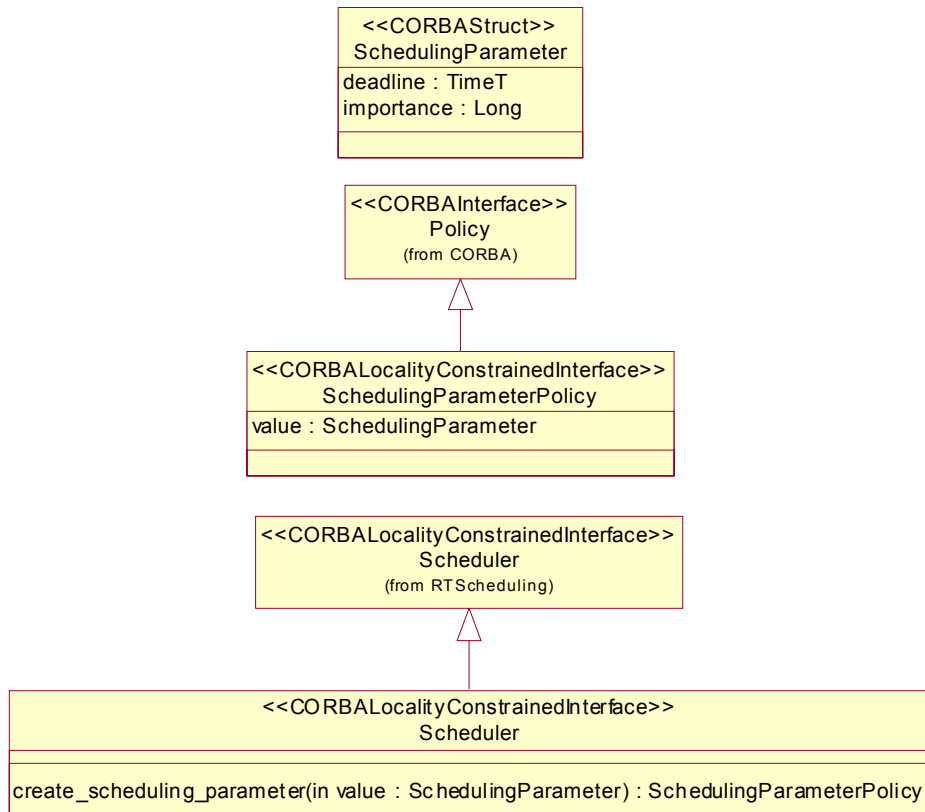 <<CORBAStruct>>
SchedulingParameter
deadline : TimeT
importance : Long
<<CORBAInterface>>
Policy
(from CORBA)
<<CORBALocalityConstrainedInterface>>
SchedulingParameterPolicy
value : SchedulingParameter
<<CORBALocalityConstrainedInterface>>
Scheduler
(from RTScheduling)
<<CORBALocalityConstrainedInterface>>
Scheduler
create_scheduling_parameter(in value : SchedulingParameter) : SchedulingParameterPolicy